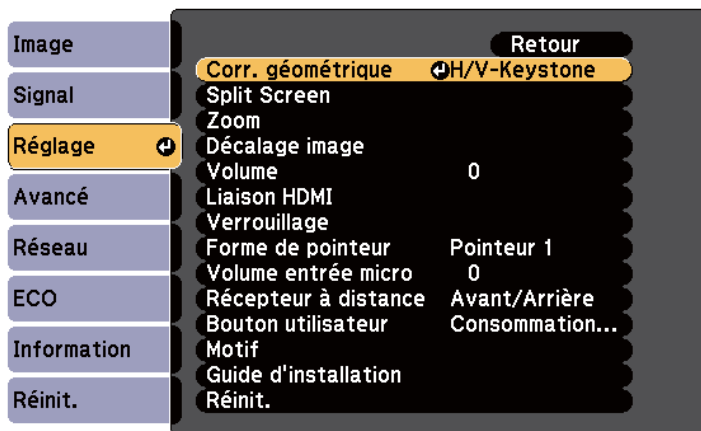 Image
Signal
Réglage
Avancé
Réseau
ECO
Information
Réinit.
Retour
Corr. géométrique H/V-Keystone
Split Screen
Zoom
Décalage image
Volume 0
Liaison HDMI
Verrouillage
Forme de pointeur Pointeur 1
Volume entrée micro 0
Récepteur à distance Avant/Arrière
Bouton utilisateur Consommation...
Motif
Guide d'installation
Réinit.